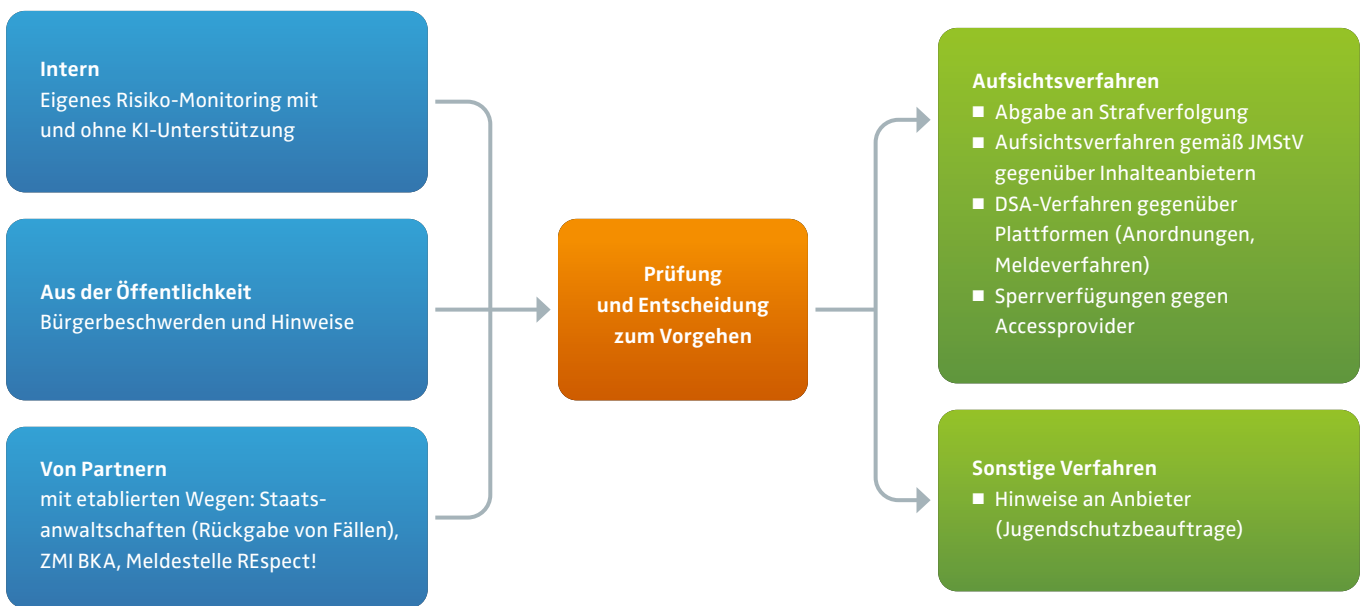 Intern
Eigenes Risiko-Monitoring mit
und ohne KI-Unterstützung
Aus der Öffentlichkeit
Bürgerbeschwerden und Hinweise
Von Partnern
mit etablierten Wegen: Staats-
anwaltschaften (Rückgabe von Fällen),
ZMI BKA, Meldestelle REspect!
Prüfung
und Entscheidung
zum Vorgehen
Aufsichtsverfahren
■ Abgabe an Strafverfolgung
■ Aufsichtsverfahren gemäß JMStV
gegenüber Inhalteanbietern
■ DSA-Verfahren gegenüber
Plattformen (Anordnungen,
Meldeverfahren)
■ Sperrverfügungen gegen
Accessprovider
Sonstige Verfahren
■ Hinweise an Anbieter
(Jugendschutzbeauftrage)